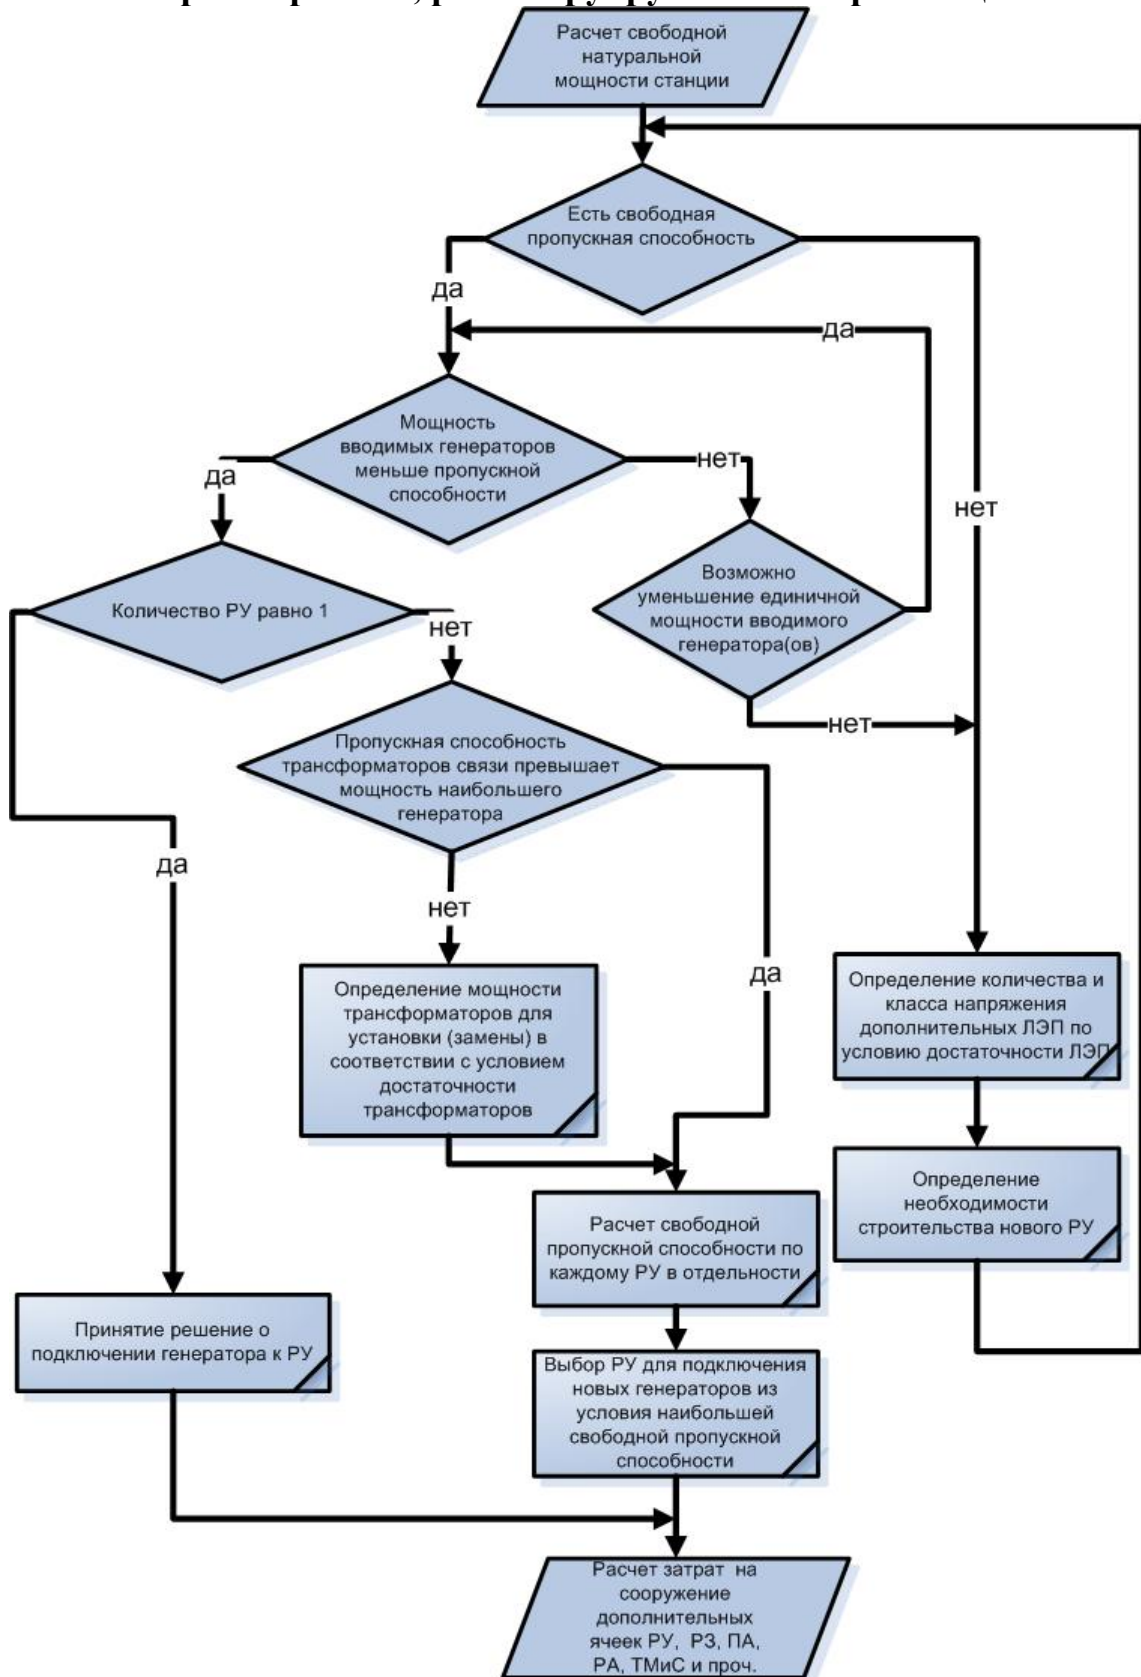 Расчет свободной
натуральной
мощности станции
Есть свободная
пропускная способность
да
да
Мощность
вводимых генераторов
меньше пропускной
способности
да
нет
нет
Возможно
уменьшение единичной
мощности вводимого
генератора(ов)
Количество РУ равно 1
нет
нет
Пропускная способность
трансформаторов связи превышает
мощность наибольшего
генератора
да
нет
да
Определение мощности
трансформаторов для
установки (замены) в
соответствии с условием
достаточности
трансформаторов
Определение количества и
класса напряжения
дополнительных ЛЭП по
условию достаточности ЛЭП
Определение
необходимости
строительства нового РУ
Расчет свободной
пропускной способности по
каждому РУ в отдельности
Принятие решение о
подключении генератора к РУ
Выбор РУ для подключения
новых генераторов из
условия наибольшей
свободной пропускной
способности
Расчет затрат на
сооружение
дополнительных
ячеек РУ, РЗ, ПА,
РА, ТМиС и проч.